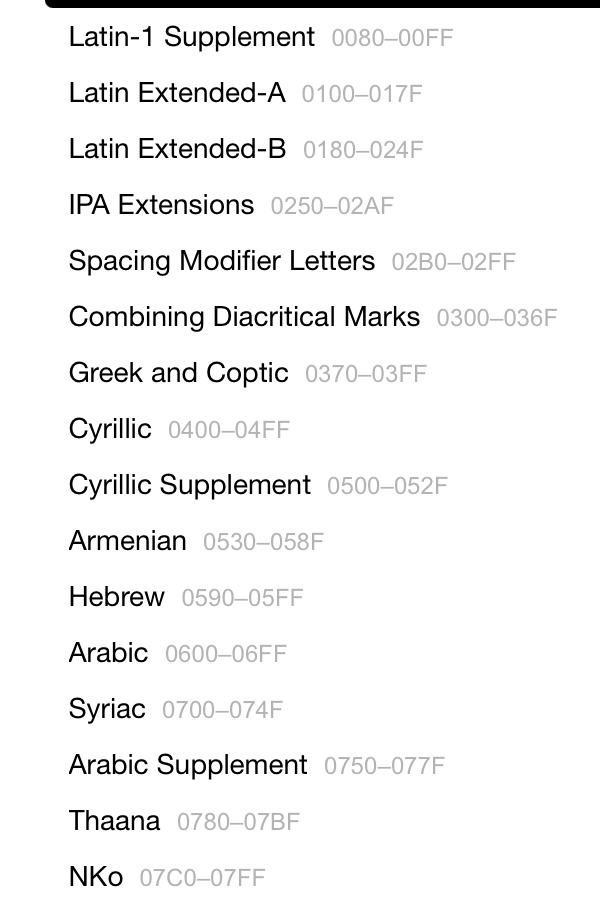 Latin-1 Supplement 0080–00FF
Latin Extended-A 0100–017F
Latin Extended-B 0180–024F
IPA Extensions 0250–02AF
Spacing Modifier Letters 02B0–02FF
Combining Diacritical Marks 0300–036F
Greek and Coptic 0370–03FF
Cyrillic 0400–04FF
Cyrillic Supplement 0500–052F
Armenian 0530–058F
Hebrew 0590–05FF
Arabic 0600–06FF
Syriac 0700–074F
Arabic Supplement 0750–077F
Thaana 0780–07BF
NKo 07C0–07FF